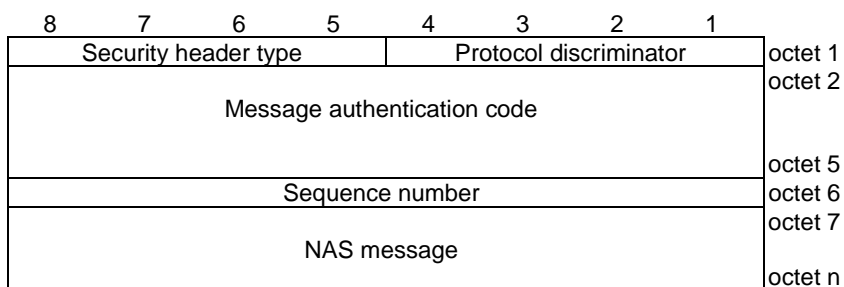 8 7 6 5 4 3 2 1
Security header type Protocol discriminator octet 1
octet 2
Message authentication code
octet 5
Sequence number octet 6
octet 7
NAS message
octet n